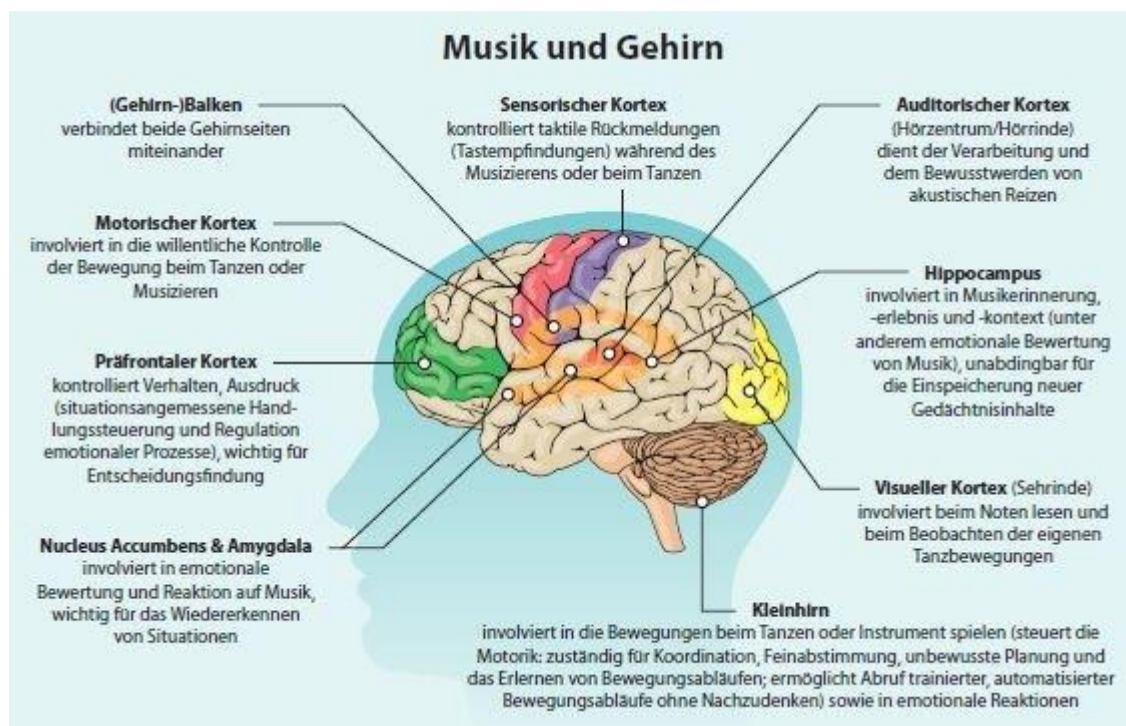 Musik und Gehirn
(Gehirn-)Balken
verbindet beide Gehirnseiten
miteinander
Sensorischer Kortex
kontrolliert taktile Rückmeldungen
(Tastempfindungen) während des
Musizierens oder beim Tanzen
Auditorischer Kortex
(Hörzentrum/Hörrinde)
dient der Verarbeitung und
dem Bewusstwerden von
akustischen Reizen
Motorischer Kortex
involviert in die willentliche Kontrolle
der Bewegung beim Tanzen oder
Musizieren
Hippocampus
involviert in Musikerinnerung,
-erlebnis und -kontext (unter
anderem emotionale Bewertung
von Musik), unabdingbar für
die Einspeicherung neuer
Gedächtnisinhalte
Präfrontaler Kortex
kontrolliert Verhalten, Ausdruck
(situationsangemessene Hand-
lungssteuerung und Regulation
emotionaler Prozesse), wichtig für
Entscheidungsfindung
Visueller Kortex (Sehrinde)
involviert beim Noten lesen und
beim Beobachten der eigenen
Tanzbewegungen
Nucleus Accumbens & Amygdala
involviert in emotionale
Bewertung und Reaktion auf Musik,
wichtig für das Wiedererkennen
von Situationen
Kleinhirn
involviert in die Bewegungen beim Tanzen oder Instrument spielen (steuert die
Motorik: zuständig für Koordination, Feinabstimmung, unbewusste Planung und
das Erlernen von Bewegungsabläufen; ermöglicht Abruf trainierter, automatisierter
Bewegungsabläufe ohne Nachzudenken) sowie in emotionale Reaktionen